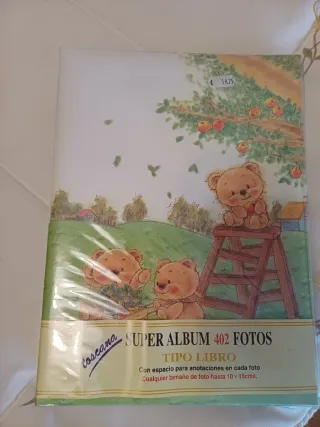 toscana
SUPER ALBUM 402 FOTOS
TIPO LIBRO
Con espacio para anotaciones en cada foto
Cualquier tamaño de foto hasta 10 × 15cms.